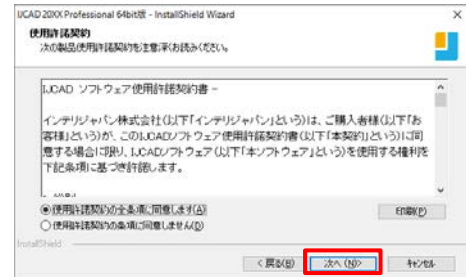 IJCAD 20XX Professional 64bit版 - InstallShield Wizard
使用許諾契約
次の製品使用許諾契約を注意深くお読みください。
IJCAD ソフトウェア使用許諾契約書 -
インテリジャパン株式会社(以下「インテリジャパン」という)は、ご購入者様(以下「お
客様」という)が、このIJCADソフトウェア使用許諾契約書(以下「本契約」という)に同
意する場合に限り、IJCADソフトウェア(以下「本ソフトウェア」という)を使用する権利を
下記条項に基づき許諾します。
使用許諾契約の全条項に同意します(A)
印刷(P)
使用許諾契約の条項に同意しません(D)
InstallShield
< 戻る(B)
次へ (N)>
キャンセル